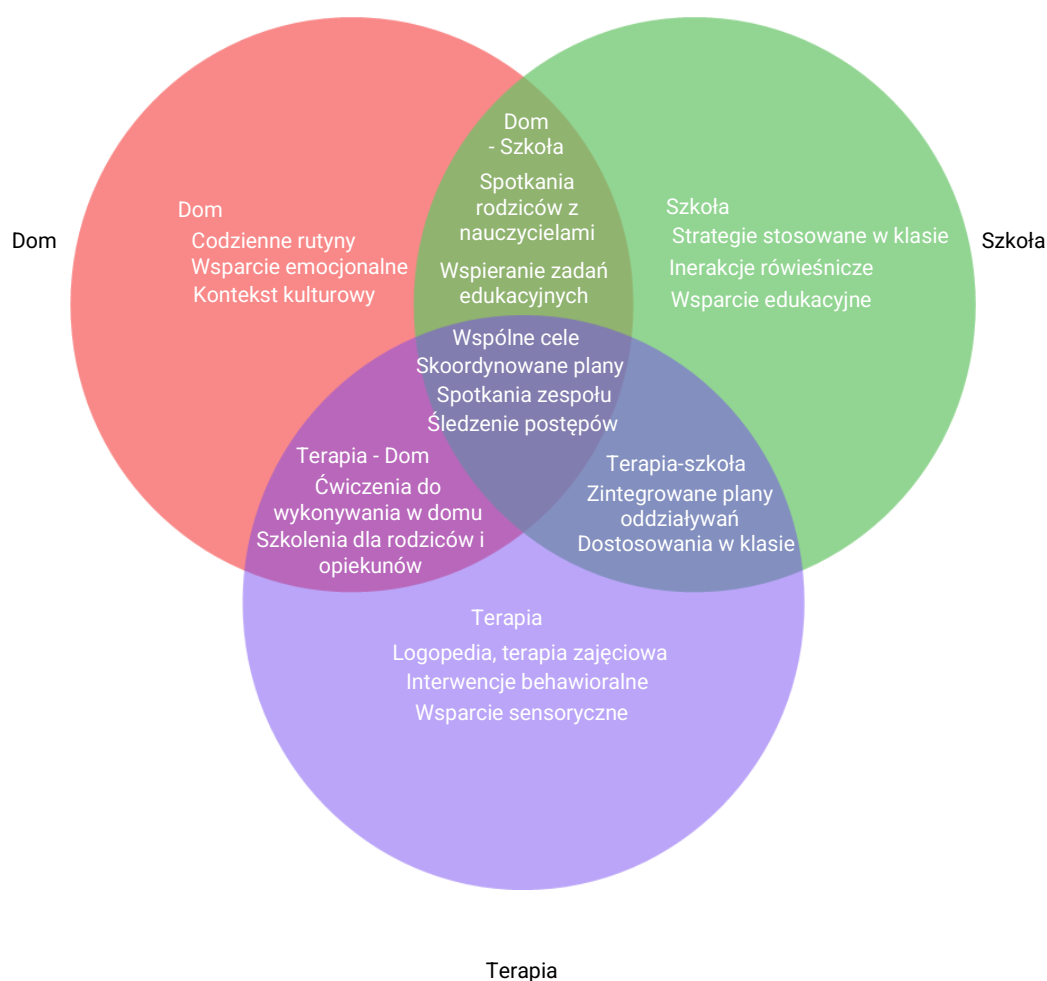 Dom
Dom
Codzienne rutyny
Wsparcie emocjonalne
Kontekst kulturowy
Dom
- Szkoła
Spotkania
rodziców z
nauczycielami
Wspieranie zadań
edukacyjnych
Szkoła
Strategie stosowane w klasie
Inerakcje rówieśnicze
Wsparcie edukacyjne
Szkoła
Wspólne cele
Skoordynowane plany
Spotkania zespołu
Śledzenie postępów
Terapia - Dom
Ćwiczenia do
wykonywania w domu
Szkolenia dla rodziców i
opiekunów
Terapia-szkoła
Zintegrowane plany
oddziaływań
Dostosowania w klasie
Terapia
Logopedia, terapia zajęciowa
Interwencje behawioralne
Wsparcie sensoryczne
Terapia